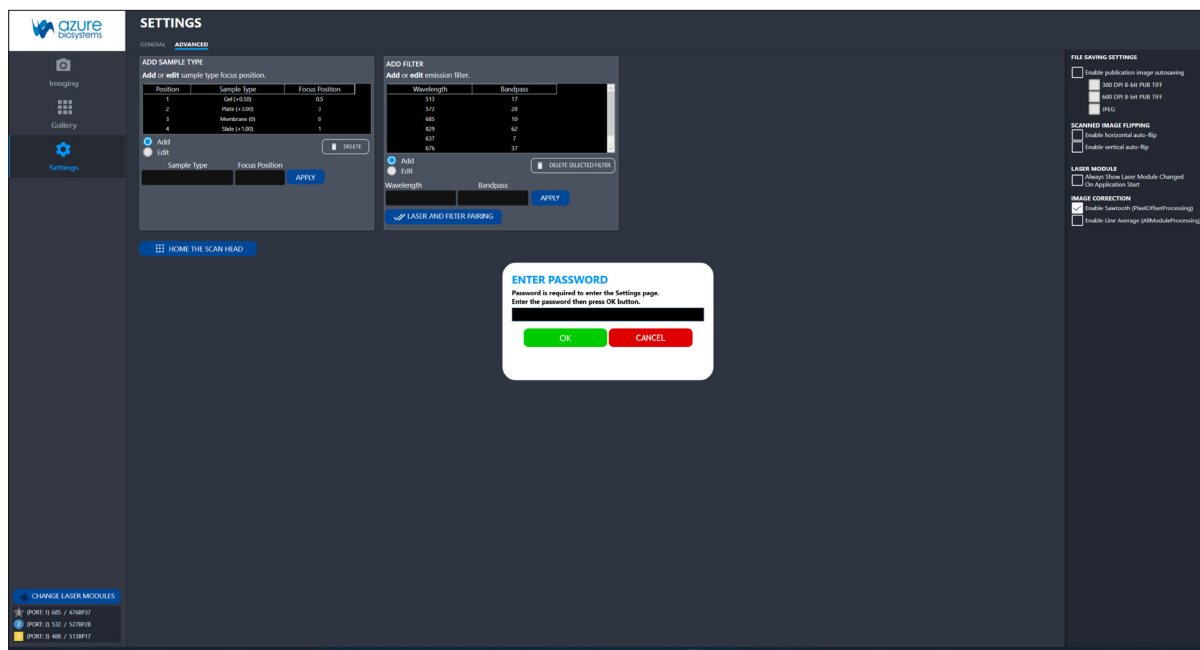 azure
biosystems
SETTINGS
GENERAL ADVANCED
Imaging
Gallery
Settings
ADD SAMPLE TYPE
Add or edit sample type focus position.
Position Sample Type Focus Position
1 Gel (+0.50) 0.5
2 Plate (+3.00) 3
3 Membrane (0) 0
4 Slide (+1.00) 1
Add
Edit
DELETE
Sample Type Focus Position
APPLY
ADD FILTER
Add or edit emission filter.
Wavelength Bandpass
513 17
572 28
685 10
829 62
637 7
676 37
Add
Edit
DELETE SELECTED FILTER
Wavelength Bandpass
APPLY
LASER AND FILTER PAIRING
HOME THE SCAN HEAD
ENTER PASSWORD
Password is required to enter the Settings page.
Enter the password then press OK button.
OK CANCEL
FILE SAVING SETTINGS
Enable publication image autosaving
300 DPI 8-bit PUB TIFF
600 DPI 8-bit PUB TIFF
JPEG
SCANNED IMAGE FLIPPING
Enable horizontal auto-flip
Enable vertical auto-flip
LASER MODULE
Always Show Laser Module Changed
On Application Start
IMAGE CORRECTION
Enable Sawtooth (PixelOffsetProcessing)
Enable Line Average (AllModuleProcessing)
CHANGE LASER MODULES
1 (PORT: 1) 685 / 676BP37
2 (PORT: 2) 532 / 527BP28
(PORT: 3) 488 / 513BP17